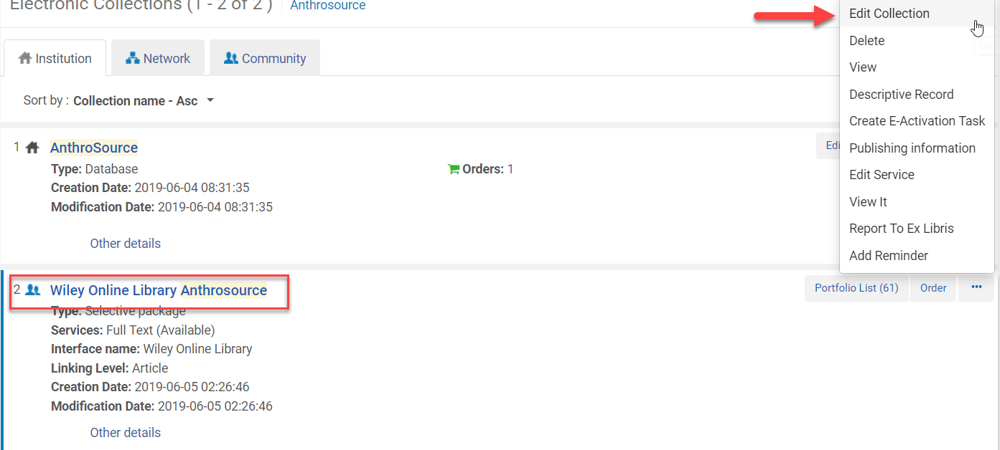 Electronic Collections (1 - 2 of 2 ) Anthrosource
Institution Network Community
Sort by : Collection name - Asc
1 AnthroSource
Type: Database
Orders: 1
Creation Date: 2019-06-04 08:31:35
Modification Date: 2019-06-04 08:31:35
Other details
Edit Collection
Delete
View
Descriptive Record
Create E-Activation Task
Publishing information
Edit Service
View It
Report To Ex Libris
Add Reminder
2 Wiley Online Library Anthrosource
Portfolio List (61) Order
Type: Selective package
Services: Full Text (Available)
Interface name: Wiley Online Library
Linking Level: Article
Creation Date: 2019-06-05 02:26:46
Modification Date: 2019-06-05 02:26:46
Other details